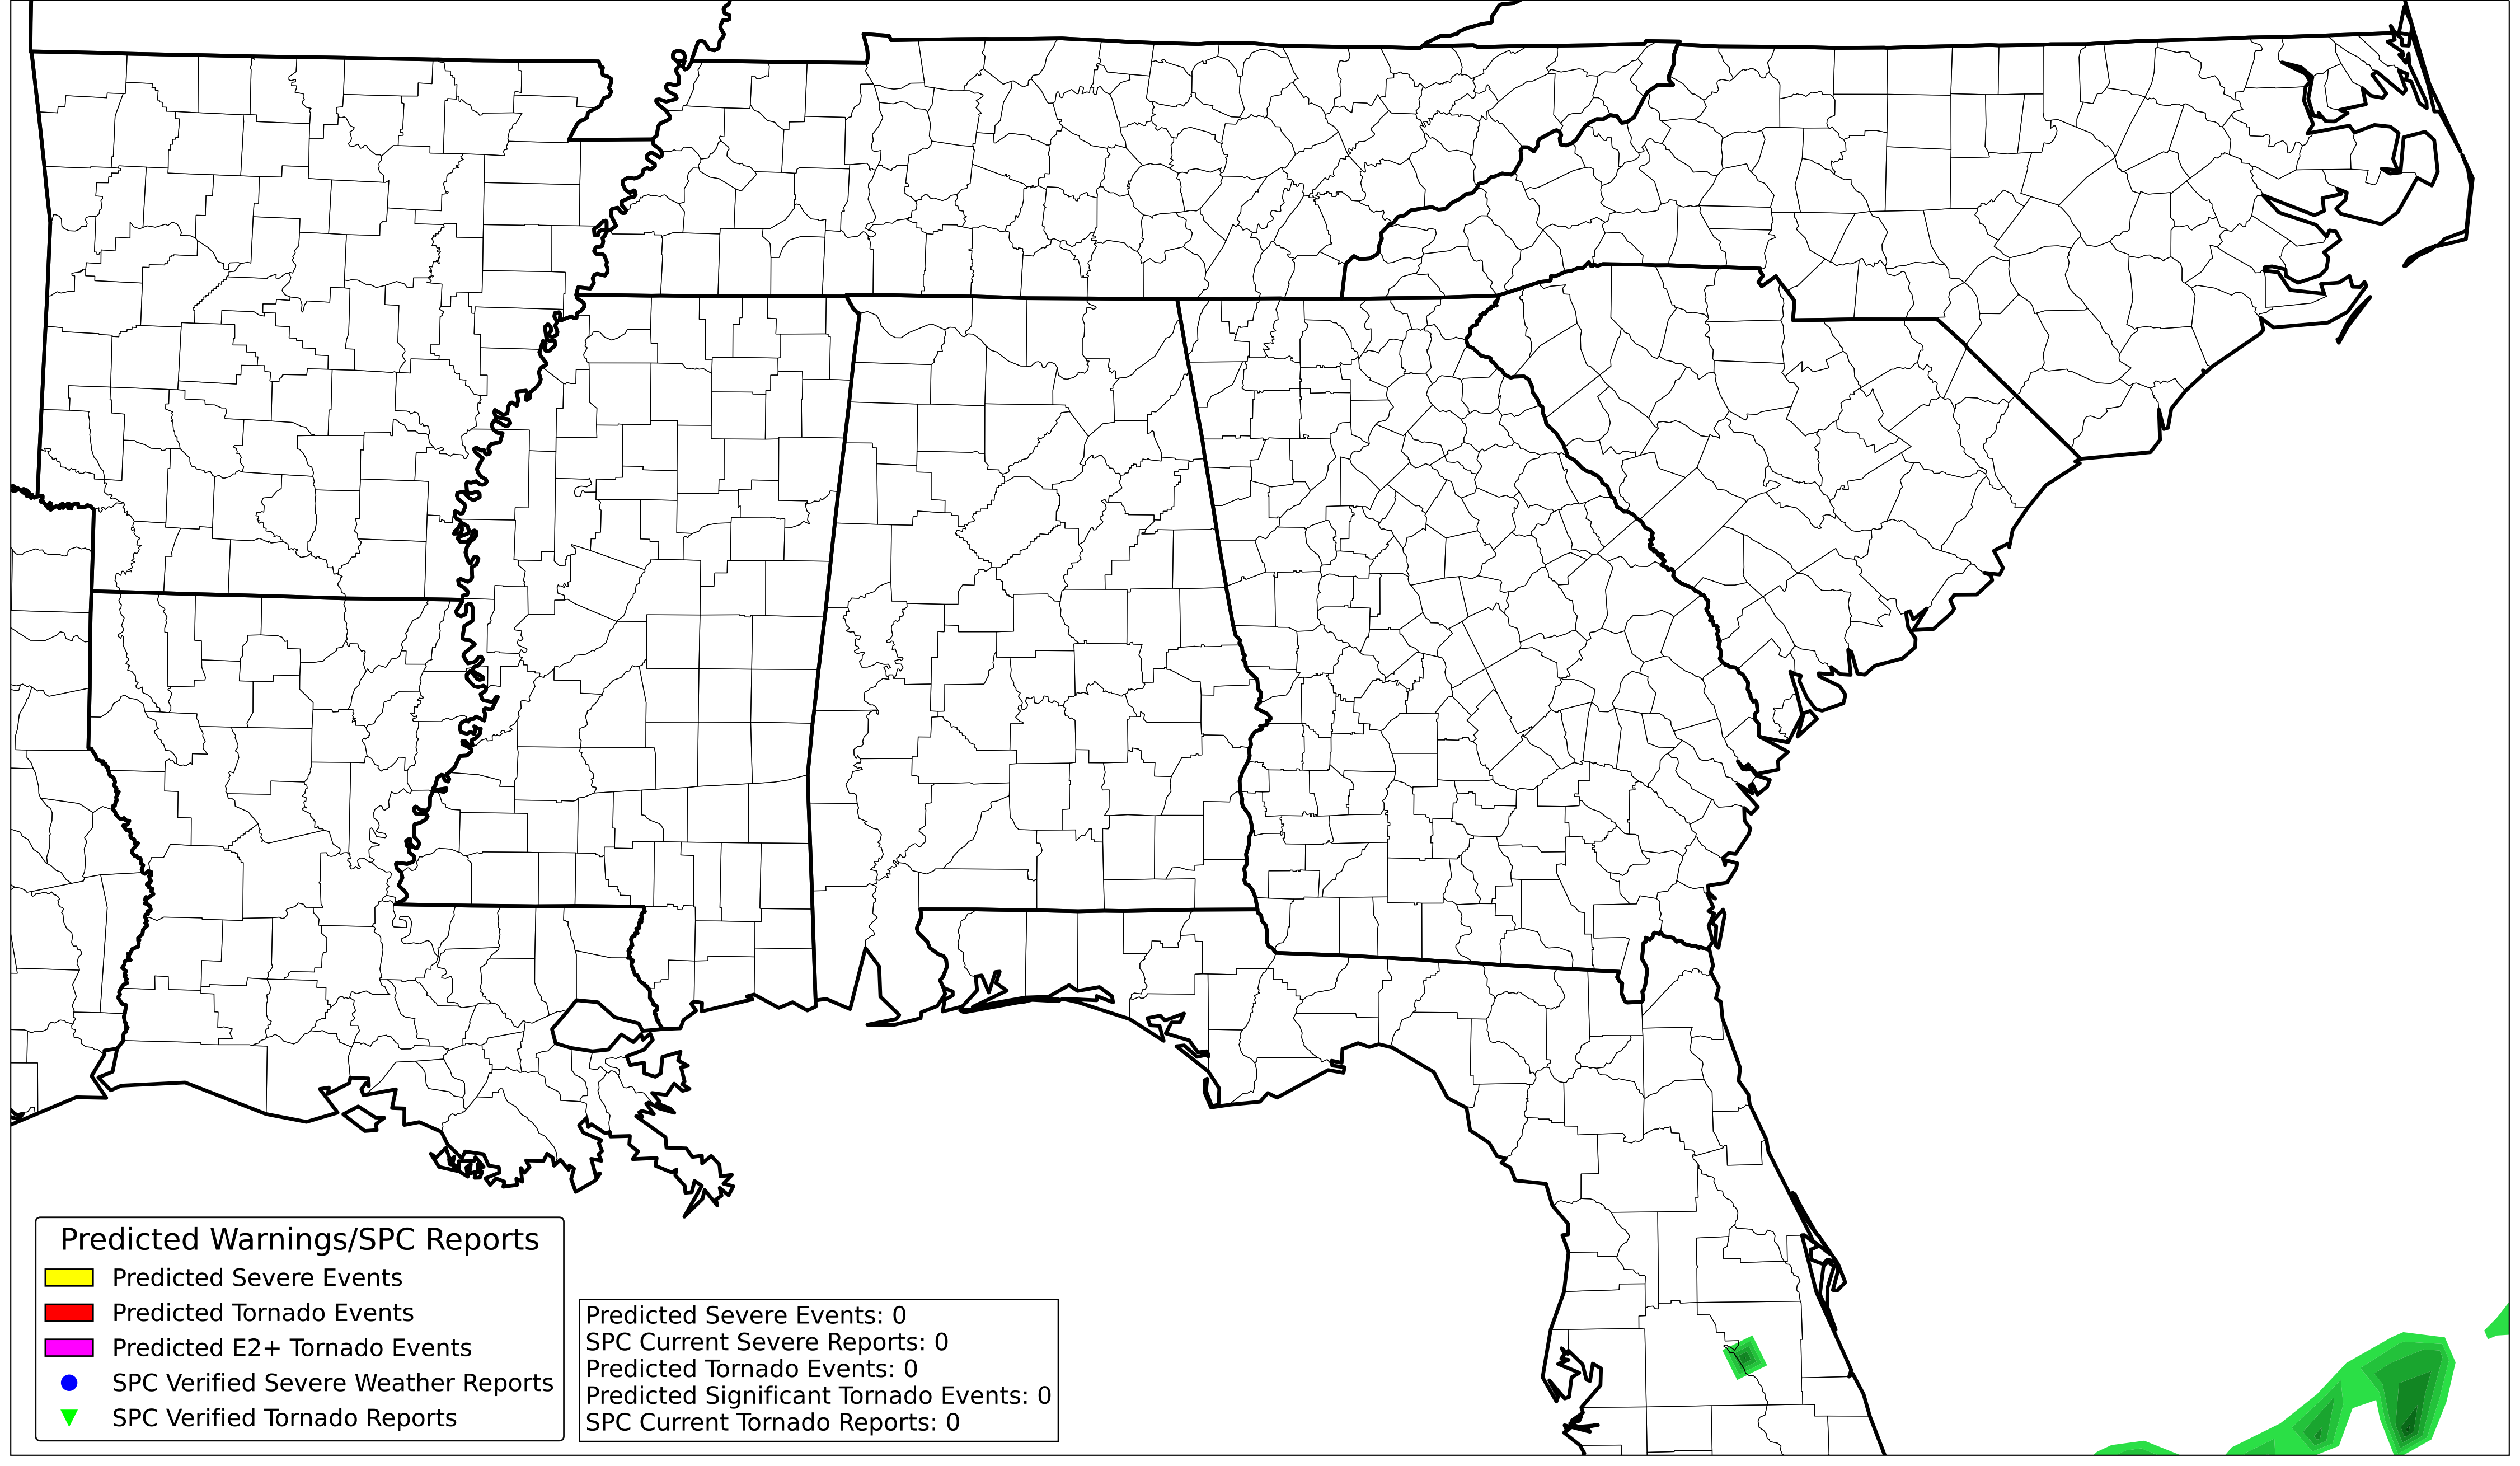 Predicted Warnings/SPC Reports
Predicted Severe Events
Predicted Tornado Events
Predicted E2+ Tornado Events
SPC Verified Severe Weather Reports
SPC Verified Tornado Reports
Predicted Severe Events: 0
SPC Current Severe Reports: 0
Predicted Tornado Events: 0
Predicted Significant Tornado Events: 0
SPC Current Tornado Reports: 0